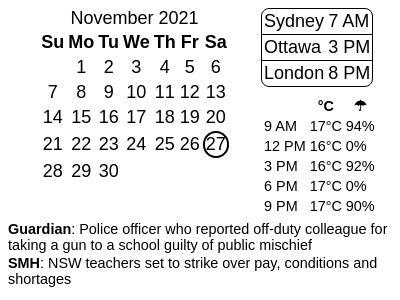 November 2021
Su Mo Tu We Th Fr Sa
1 2 3 4 5 6
7 8 9 10 11 12 13
14 15 16 17 18 19 20
21 22 23 24 25 26 27
28 29 30
Sydney 7 AM
Ottawa 3 PM
London 8 PM
°C ☂
9 AM 17°C 94%
12 PM 16°C 0%
3 PM 16°C 92%
6 PM 17°C 0%
9 PM 17°C 90%
Guardian: Police officer who reported off-duty colleague for
taking a gun to a school guilty of public mischief
SMH: NSW teachers set to strike over pay, conditions and
shortages